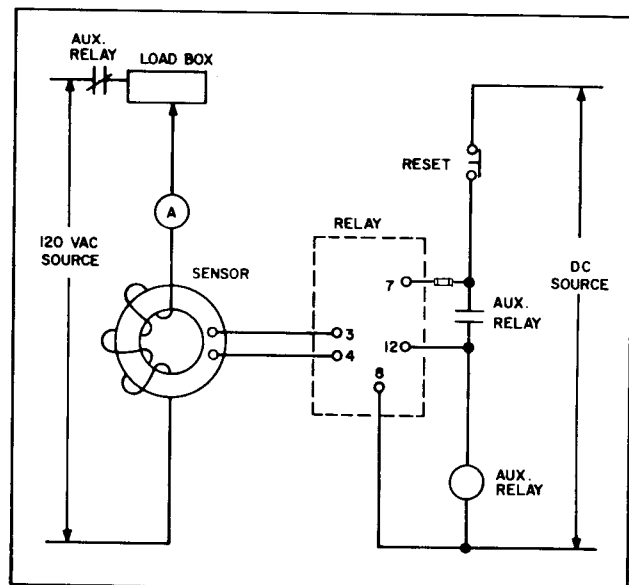 AUX.
RELAY
LOAD BOX
RESET
A
RELAY
120 VAC
SOURCE
SENSOR
7
DC
SOURCE
AUX.
RELAY
3
4
12
8
AUX.
RELAY